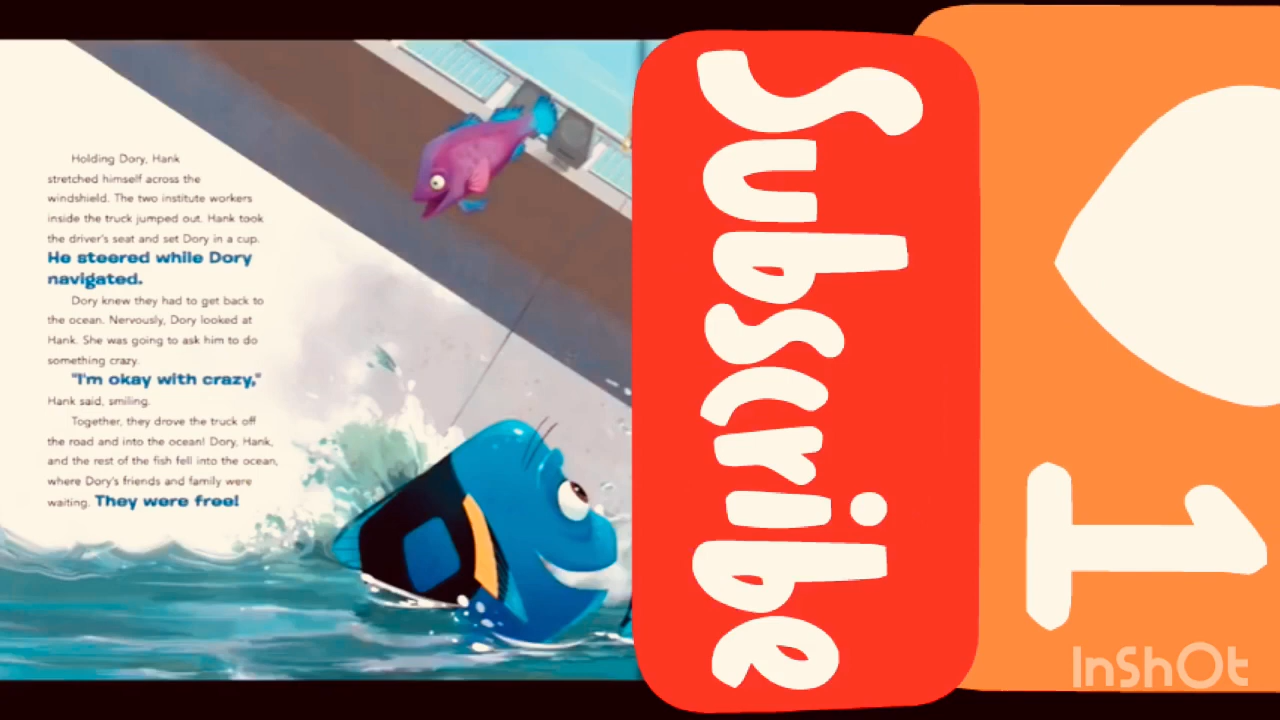 Holding Dory, Hank
stretched himself across the
windshield. The two institute workers
inside the truck jumped out. Hank took
the driver's seat and set Dory in a cup.
He steered while Dory
navigated.
Dory knew they had to get back to
the ocean. Nervously, Dory looked at
Hank. She was going to ask him to do
something crazy.
"I'm okay with crazy,"
Hank said, smiling.
Together, they drove the truck off
the road and into the ocean! Dory, Hank,
and the rest of the fish fell into the ocean,
where Dory's friends and family were
waiting. They were free!
Subscribe
1
InShOt